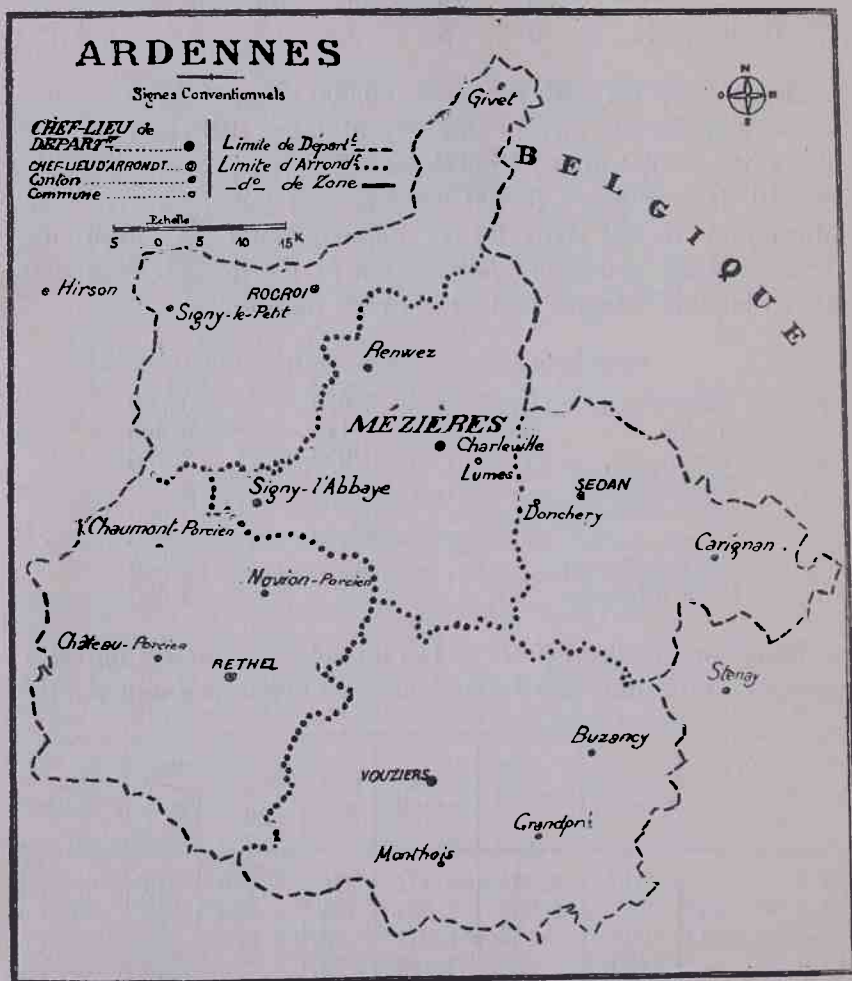 ARDENNES
Signes Conventionnels
CHEF-LIEU de
DÉPART.ᵗ
CHEF-LIEU D'ARRONDT
Canton
Commune
Limite de Départ.ᵗ
Limite d'Arrond.ᵗ
_d° de Zone
Echelle
5 0 5 10 15 K
N
O E
S
Givet
BELGIQUE
Hirson
ROCROI
Signy-le-Petit
Renwez
MÉZIÈRES
Charleville
Lumes
Signy-l'Abbaye
SEDAN
Donchery
Chaumont-Porcien
Carignan
Novion-Porcien
Château-Porcien
RETHEL
Stenay
Buzancy
VOUZIERS
Grandpré
Monthois